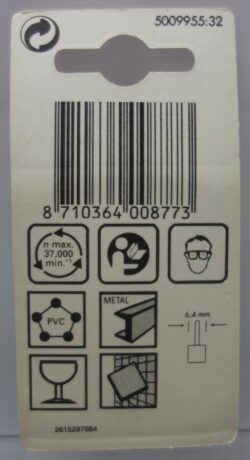 5009955:32
8 710364 008773
n max.
37,000
min.⁻¹
PVC
METAL
6,4 mm
2615297684